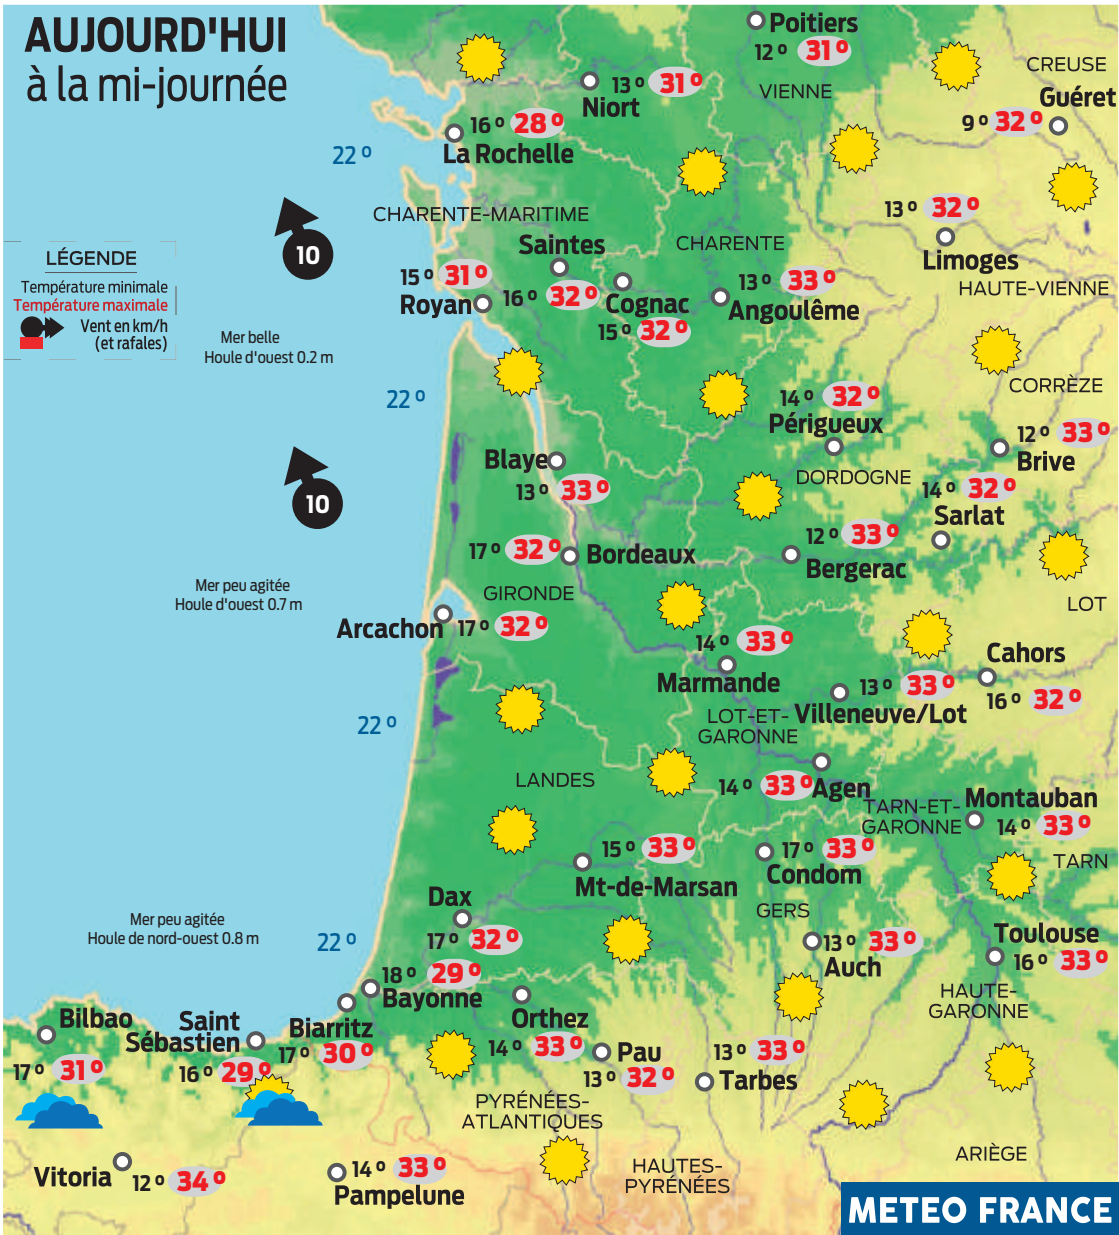 AUJOURD'HUI
à la mi-journée
Poitiers
12° 31°
VIENNE
CREUSE
Guéret
9° 32°
13° 31°
Niort
16° 28°
La Rochelle
22°
CHARENTE-MARITIME
13° 32°
Limoges
HAUTE-VIENNE
10
LÉGENDE
Température minimale
Température maximale
Vent en km/h
(et rafales)
Saintes
16° 32°
15° 31°
Royan
Cognac
15° 32°
CHARENTE
13° 33°
Angoulême
Mer belle
Houle d'ouest 0.2 m
22°
14° 32°
Périgueux
CORRÈZE
12° 33°
Brive
DORDOGNE
14° 32°
Sarlat
Blaye
13° 33°
10
17° 32°
Bordeaux
12° 33°
Bergerac
GIRONDE
Mer peu agitée
Houle d'ouest 0.7 m
LOT
Arcachon 17° 32°
14° 33°
Marmande
Cahors
16° 32°
13° 33°
Villeneuve/Lot
LOT-ET-
GARONNE
22°
LANDES
14° 33° Agen
TARN-ET-
GARONNE
Montauban
14° 33°
TARN
15° 33°
Mt-de-Marsan
17° 33°
Condom
GERS
Dax
17° 32°
Mer peu agitée
Houle de nord-ouest 0.8 m
22°
13° 33°
Auch
Toulouse
16° 33°
HAUTE-
GARONNE
18° 29°
Bayonne
Biarritz
17° 30°
Orthez
14° 33°
Bilbao
17° 31°
Saint
Sébastien
16° 29°
Pau
13° 32°
13° 33°
Tarbes
PYRÉNÉES-
ATLANTIQUES
HAUTES-
PYRÉNÉES
ARIÈGE
Vitoria
12° 34°
14° 33°
Pampelune
METEO FRANCE